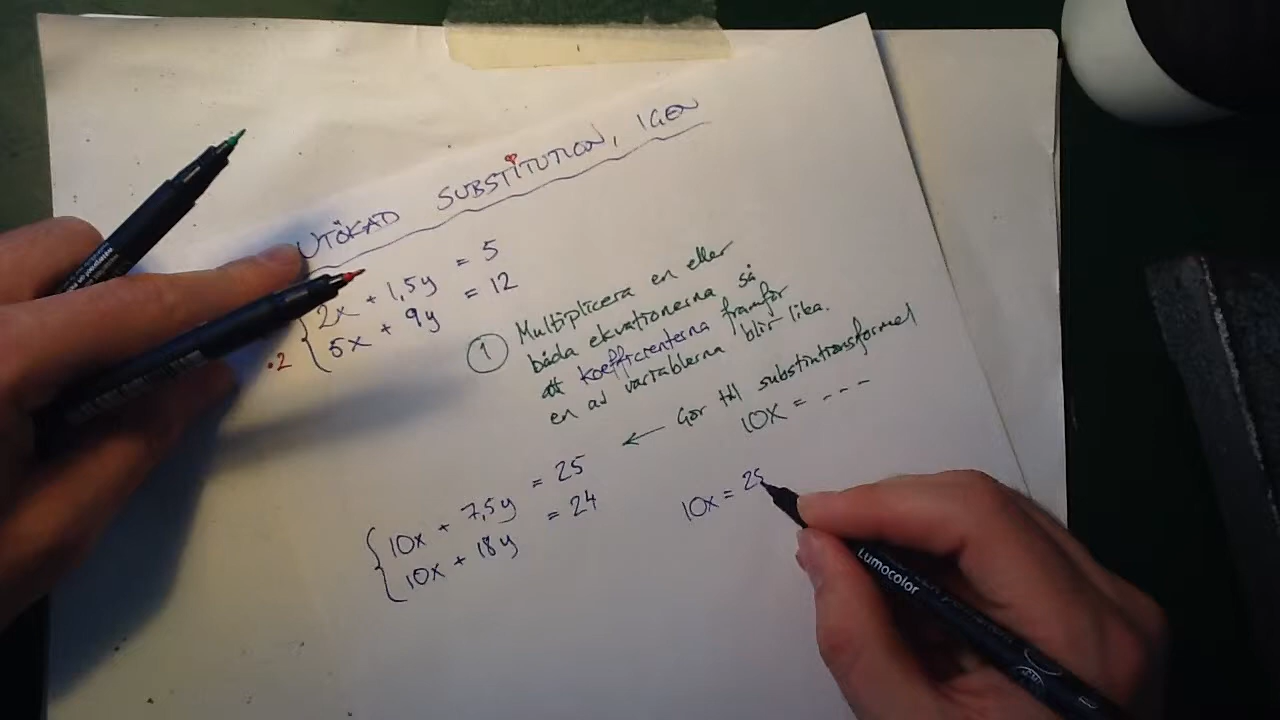 UTÖKAD SUBSTITUTION, IGEN
2x + 1,5y = 5
·2 5x + 9y = 12
1 Multiplicera en eller
båda ekvationerna så
att koefficienterna framför
en av variablerna blir lika.
← Gör till substitutionsformel
10x = ---
10x + 7,5y = 25
10x + 18y = 24
10x = 25
Lumocolor